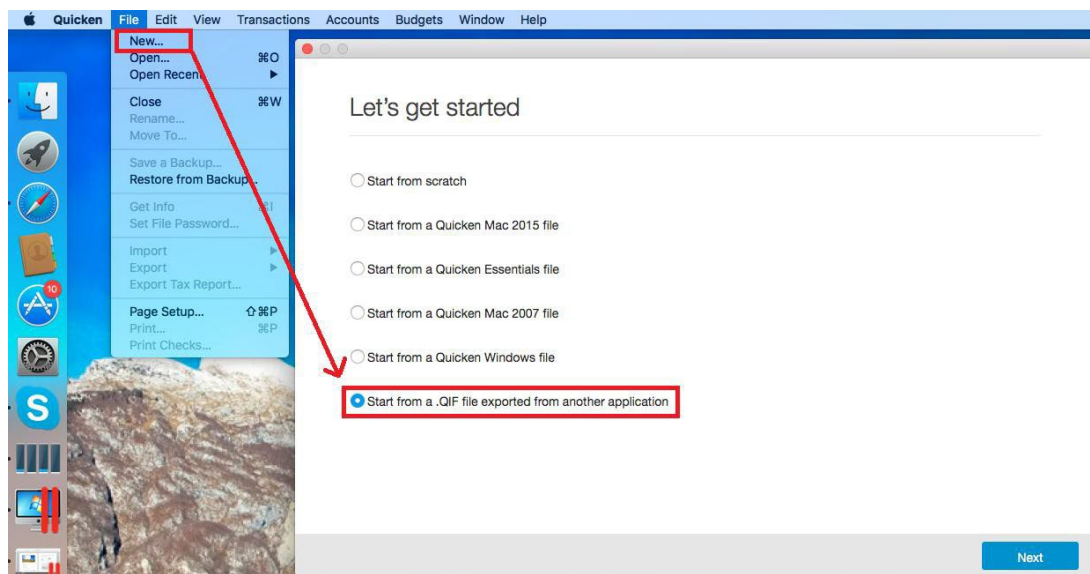 Quicken File Edit View Transactions Accounts Budgets Window Help
New...
Open... ⌘O
Open Recent ▶
Close ⌘W
Rename...
Move To...
Save a Backup...
Restore from Backup...
Get Info ⌘I
Set File Password...
Import ▶
Export ▶
Export Tax Report...
Page Setup... ⇧⌘P
Print... ⌘P
Print Checks...
10
S
Let's get started
Start from scratch
Start from a Quicken Mac 2015 file
Start from a Quicken Essentials file
Start from a Quicken Mac 2007 file
Start from a Quicken Windows file
Start from a .QIF file exported from another application
Next